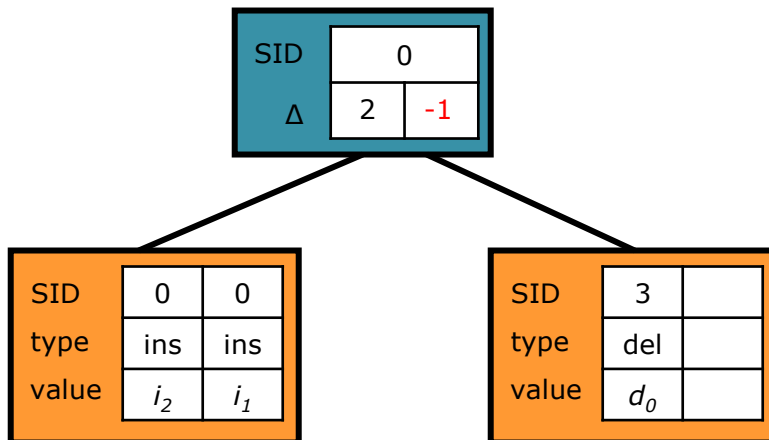 SID 0
Δ 2 -1
SID 0 0
type ins ins
value i₂ i₁
SID 3
type del
value d₀